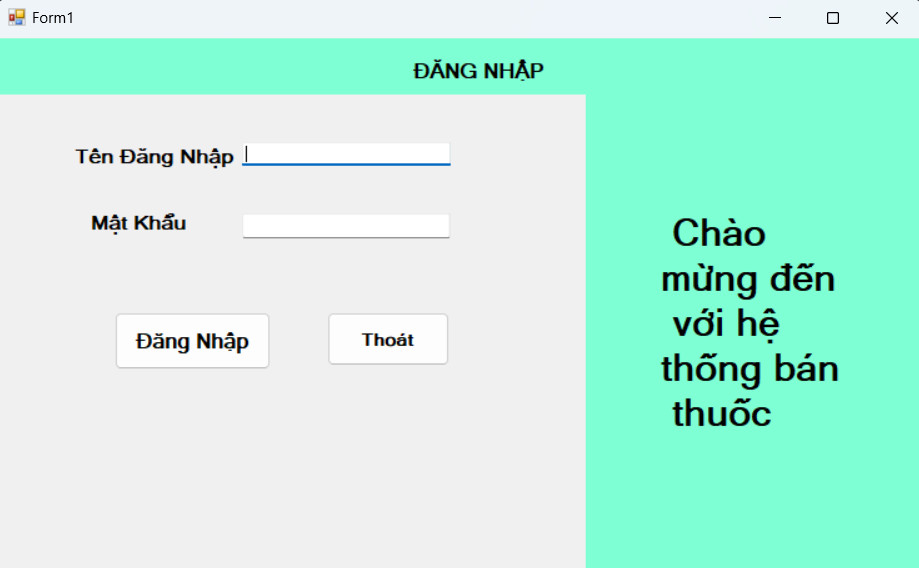 Form1
ĐĂNG NHẬP
Tên Đăng Nhập
Mật Khẩu
Đăng Nhập
Thoát
Chào
mừng đến
với hệ
thống bán
thuốc